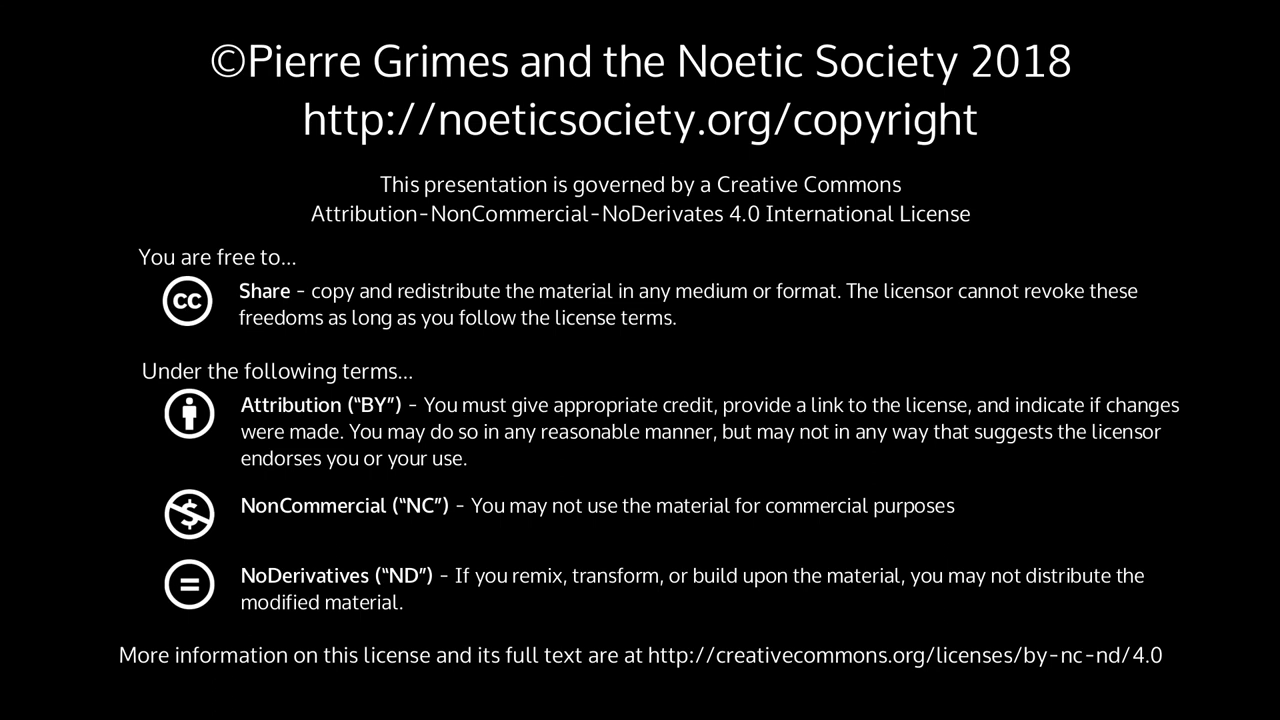 ©Pierre Grimes and the Noetic Society 2018
http://noeticsociety.org/copyright
This presentation is governed by a Creative Commons
Attribution-NonCommercial-NoDerivates 4.0 International License
You are free to...
cc
Share - copy and redistribute the material in any medium or format. The licensor cannot revoke these
freedoms as long as you follow the license terms.
Under the following terms...
Attribution (“BY”) - You must give appropriate credit, provide a link to the license, and indicate if changes
were made. You may do so in any reasonable manner, but may not in any way that suggests the licensor
endorses you or your use.
$
NonCommercial (“NC”) - You may not use the material for commercial purposes
=
NoDerivatives (“ND”) - If you remix, transform, or build upon the material, you may not distribute the
modified material.
More information on this license and its full text are at http://creativecommons.org/licenses/by-nc-nd/4.0